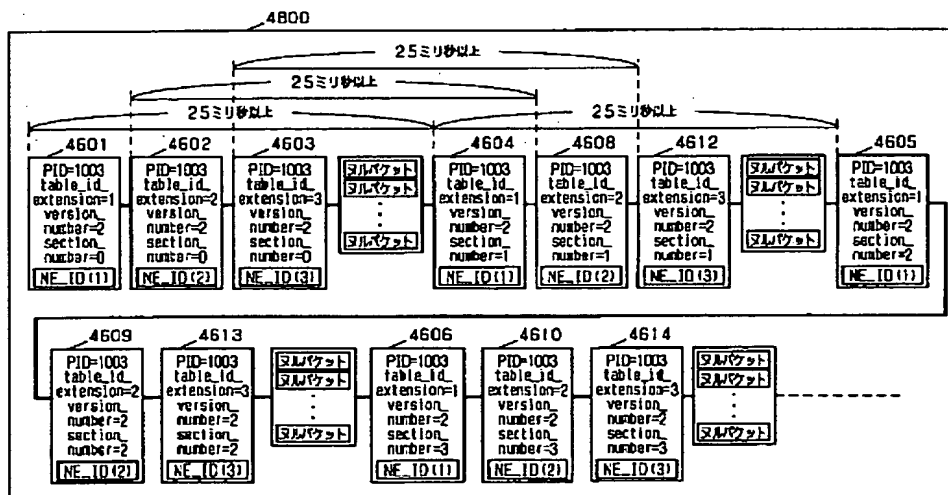 4800
25ミリ秒以上
25ミリ秒以上
25ミリ秒以上 25ミリ秒以上
4601
PID=1003
table_id_
extension=1
version_
number=2
section_
number=0
NE_ID(1)
4602
PID=1003
table_id_
extension=2
version_
number=2
section_
number=0
NE_ID(2)
4603
PID=1003
table_id_
extension=3
version_
number=2
section_
number=0
NE_ID(3)
ヌルパケット
ヌルパケット
ヌルパケット
4604
PID=1003
table_id_
extension=1
version_
number=2
section_
number=1
NE_ID(1)
4608
PID=1003
table_id_
extension=2
version_
number=2
section_
number=1
NE_ID(2)
4612
PID=1003
table_id_
extension=3
version_
number=2
section_
number=1
NE_ID(3)
ヌルパケット
ヌルパケット
ヌルパケット
4605
PID=1003
table_id_
extension=1
version_
number=2
section_
number=2
NE_ID(1)
4609
PID=1003
table_id_
extension=2
version_
number=2
section_
number=2
NE_ID(2)
4613
PID=1003
table_id_
extension=3
version_
number=2
section_
number=2
NE_ID(3)
ヌルパケット
ヌルパケット
ヌルパケット
4606
PID=1003
table_id_
extension=1
version_
number=2
section_
number=3
NE_ID(1)
4610
PID=1003
table_id_
extension=2
version_
number=2
section_
number=3
NE_ID(2)
4614
PID=1003
table_id_
extension=3
version_
number=2
section_
number=3
NE_ID(3)
ヌルパケット
ヌルパケット
ヌルパケット